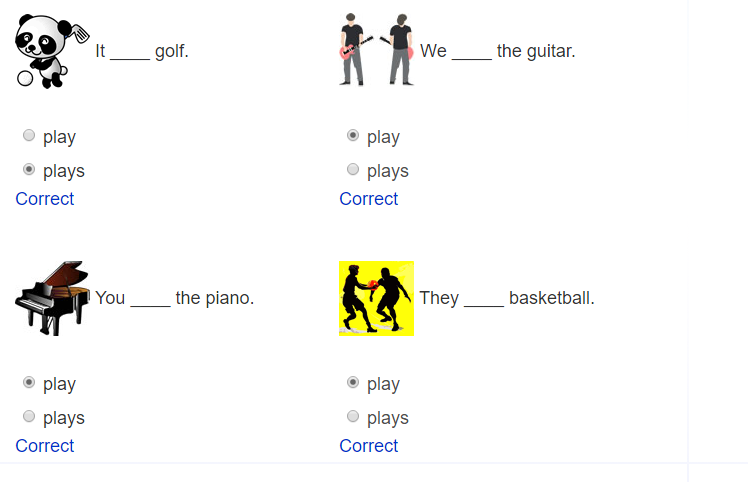 It ____ golf.
play
plays
Correct
We ____ the guitar.
play
plays
Correct
You ____ the piano.
play
plays
Correct
They ____ basketball.
play
plays
Correct